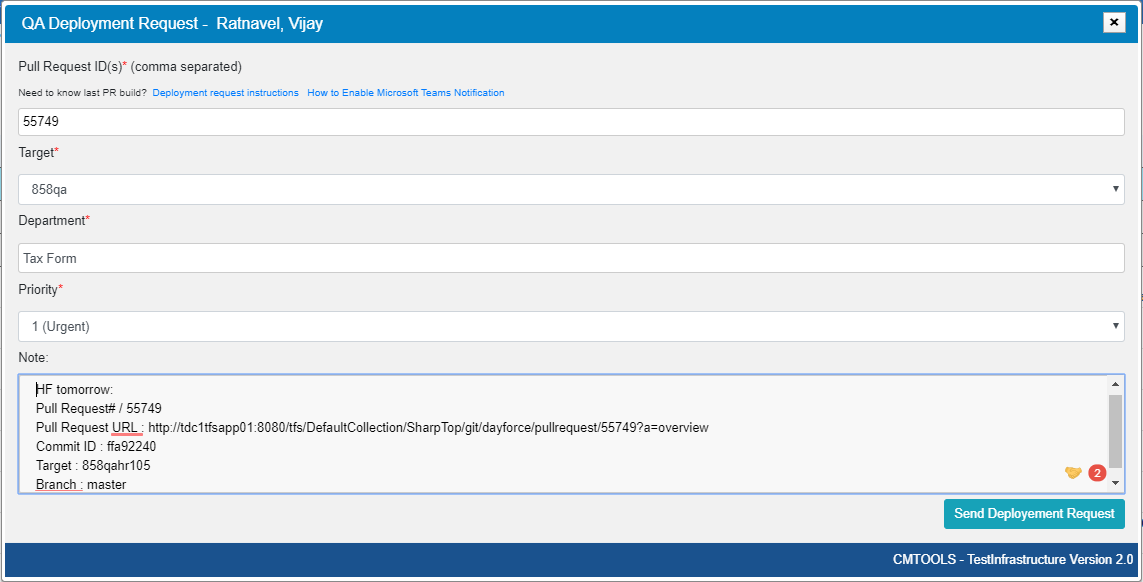 QA Deployment Request - Ratnavel, Vijay
×
Pull Request ID(s)* (comma separated)
Need to know last PR build? Deployment request instructions How to Enable Microsoft Teams Notification
55749
Target*
858qa
Department*
Tax Form
Priority*
1 (Urgent)
Note:
HF tomorrow:
Pull Request# / 55749
Pull Request URL : http://tdc1tfsapp01:8080/tfs/DefaultCollection/SharpTop/git/dayforce/pullrequest/55749?a=overview
Commit ID : ffa92240
Target : 858qahr105
Branch : master
2
Send Deployement Request
CMTOOLS - TestInfrastructure Version 2.0